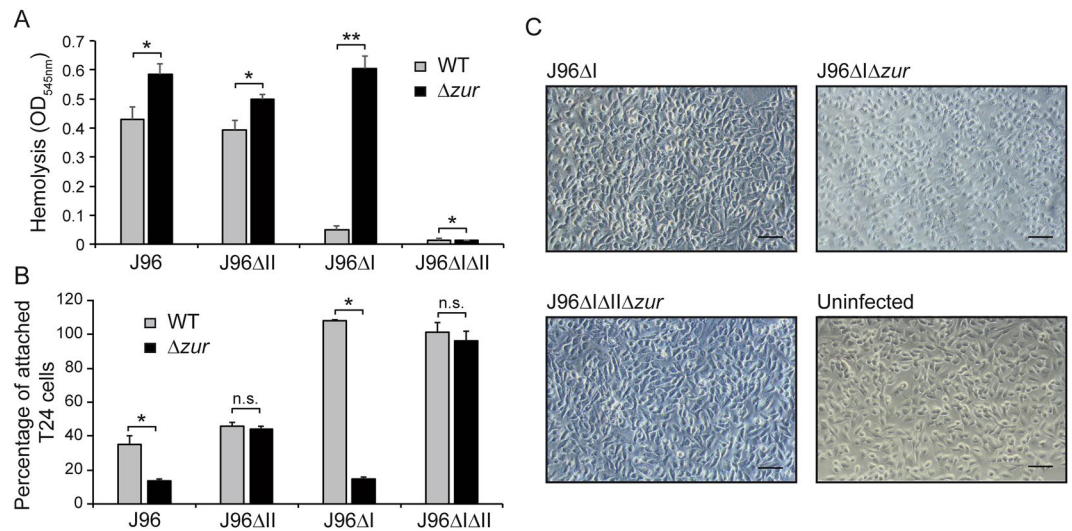 A
Hemolysis (OD545nm)
0.7
0.6
0.5
0.4
0.3
0.2
0.1
0
*
*
**
*
WT
Δzur
J96
J96ΔII
J96ΔI
J96ΔIΔII
B
Percentage of attached
T24 cells
120
100
80
60
40
20
0
*
n.s.
*
n.s.
WT
Δzur
J96
J96ΔII
J96ΔI
J96ΔIΔII
C
J96ΔI
J96ΔIΔzur
J96ΔIΔIIΔzur
Uninfected